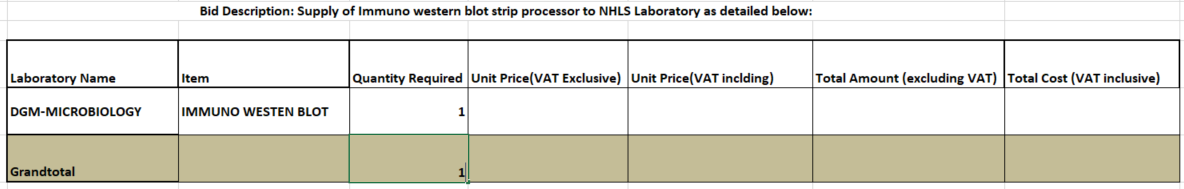 Bid Description: Supply of Immuno western blot strip processor to NHLS Laboratory as detailed below:
Laboratory Name Item Quantity Required Unit Price(VAT Exclusive) Unit Price(VAT inclding) Total Amount (excluding VAT) Total Cost (VAT inclusive)
DGM-MICROBIOLOGY IMMUNO WESTEN BLOT 1
Grandtotal 1